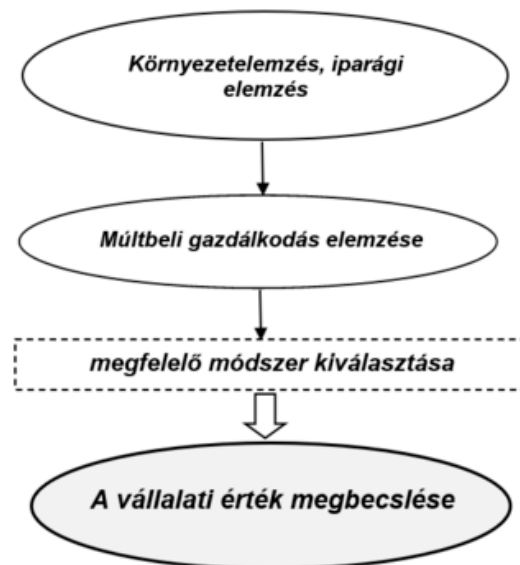 Környezetelemzés, iparági
elemzés
Múltbeli gazdálkodás elemzése
megfelelő módszer kiválasztása
A vállalati érték megbecslése